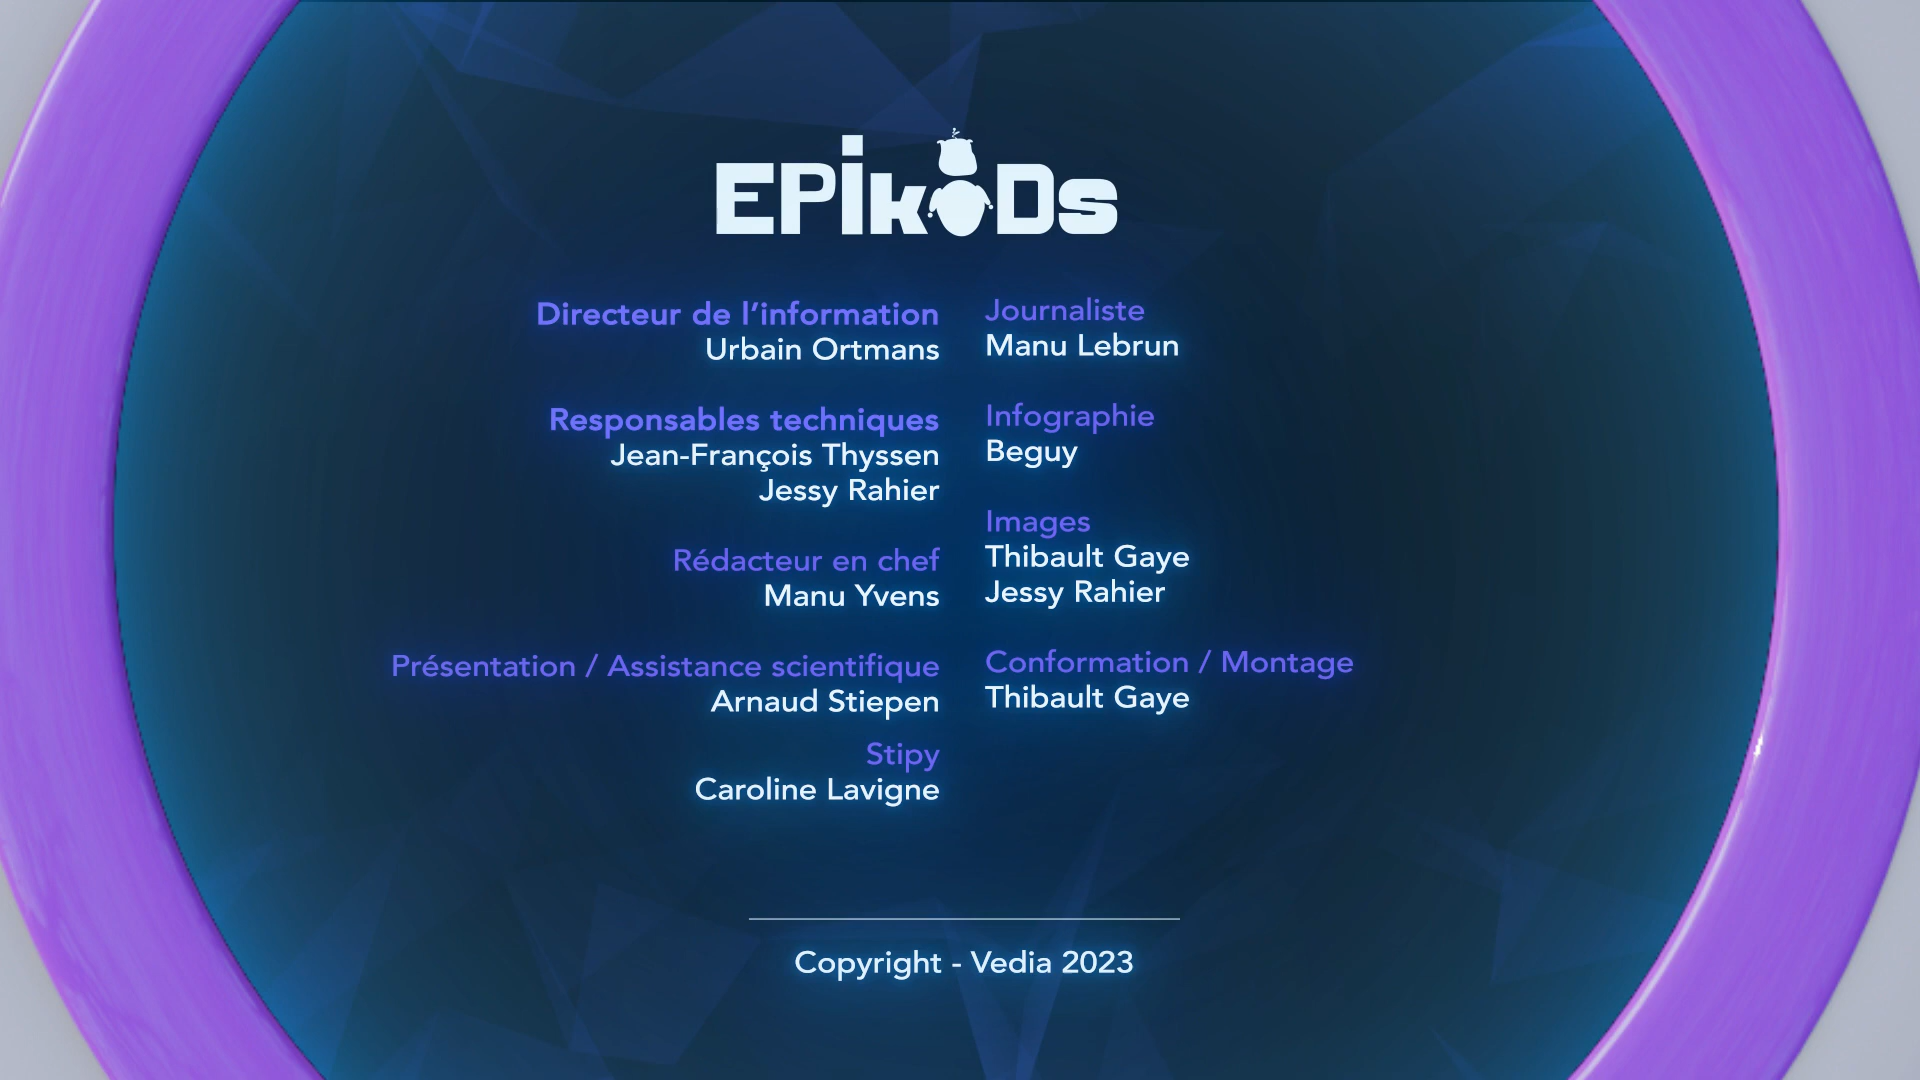 EPikoDs
Directeur de l’information
Urbain Ortmans
Responsables techniques
Jean-François Thyssen
Jessy Rahier
Rédacteur en chef
Manu Yvens
Présentation / Assistance scientifique
Arnaud Stiepen
Stipy
Caroline Lavigne
Journaliste
Manu Lebrun
Infographie
Beguy
Images
Thibault Gaye
Jessy Rahier
Conformation / Montage
Thibault Gaye
Copyright - Vedia 2023